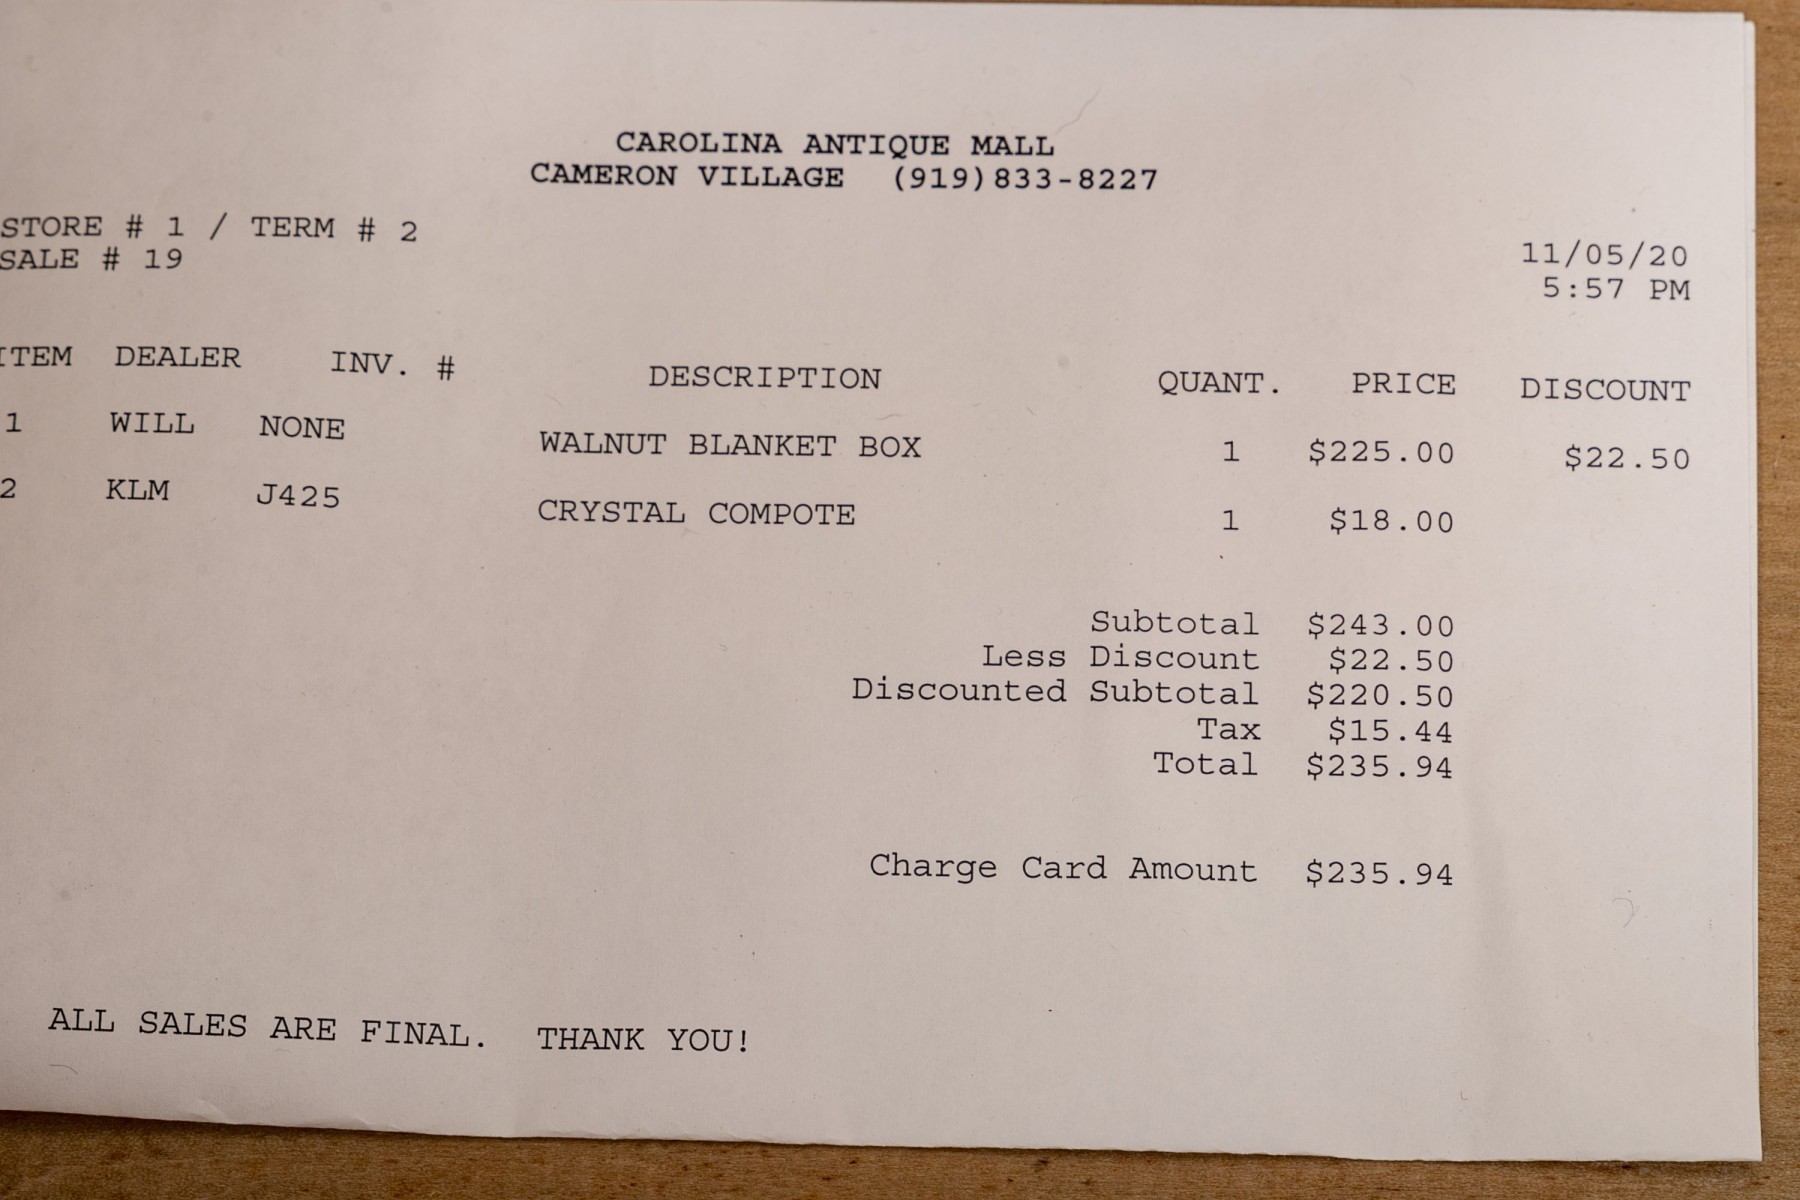 CAROLINA ANTIQUE MALL
CAMERON VILLAGE (919)833-8227
STORE # 1 / TERM # 2
SALE # 19
11/05/20
5:57 PM
ITEM DEALER INV. # DESCRIPTION QUANT. PRICE DISCOUNT
1 WILL NONE WALNUT BLANKET BOX 1 $225.00 $22.50
2 KLM J425 CRYSTAL COMPOTE 1 $18.00
Subtotal $243.00
Less Discount $22.50
Discounted Subtotal $220.50
Tax $15.44
Total $235.94
Charge Card Amount $235.94
ALL SALES ARE FINAL. THANK YOU!